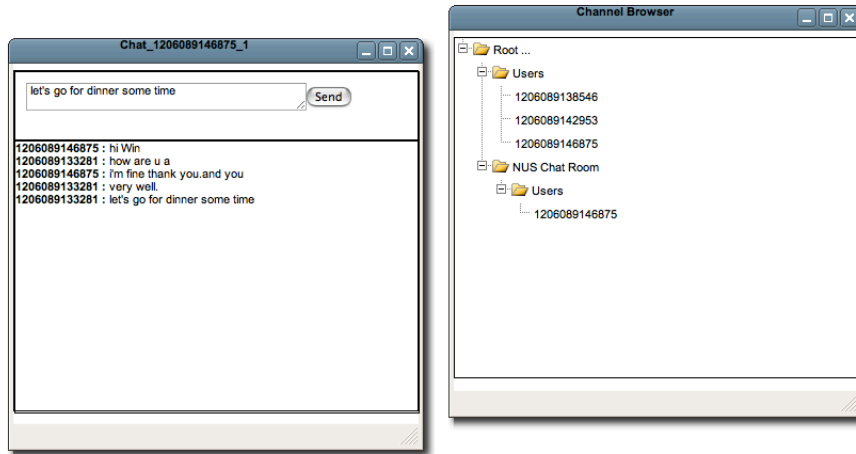 Chat_1206089146875_1
let's go for dinner some time
Send
1206089146875 : hi Win
1206089133281 : how are u a
1206089146875 : i'm fine thank you.and you
1206089133281 : very well.
1206089133281 : let's go for dinner some time
Channel Browser
Root ...
Users
1206089138546
1206089142953
1206089146875
NUS Chat Room
Users
1206089146875